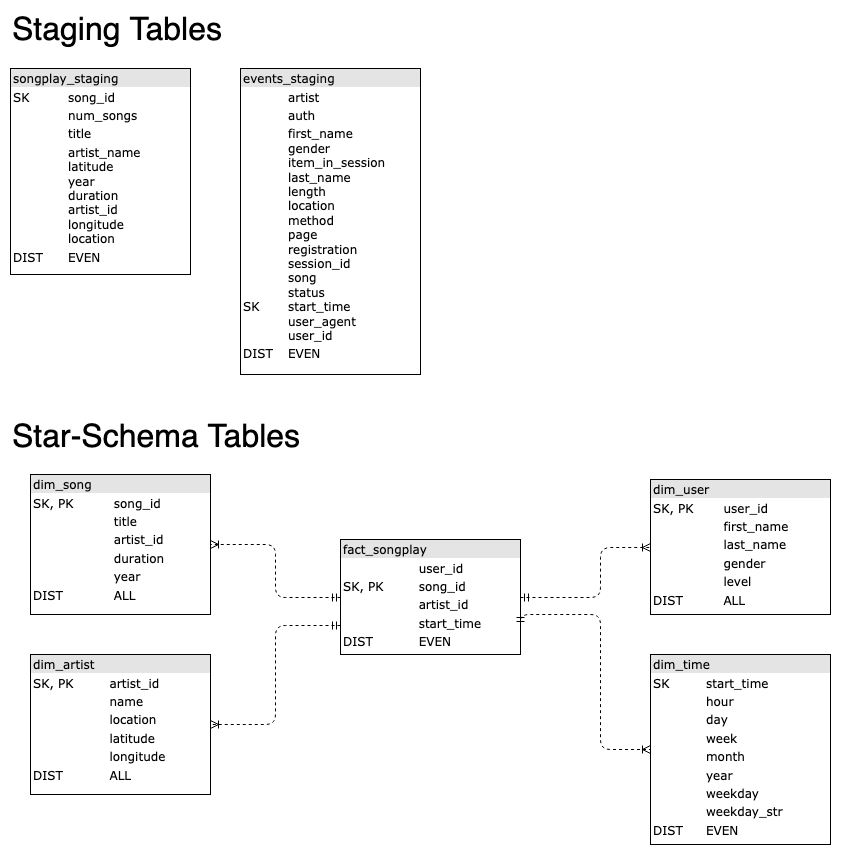 Staging Tables
songplay_staging
SK song_id
num_songs
title
artist_name
latitude
year
duration
artist_id
longitude
location
DIST EVEN
events_staging
artist
auth
first_name
gender
item_in_session
last_name
length
location
method
page
registration
session_id
song
status
SK start_time
user_agent
user_id
DIST EVEN
Star-Schema Tables
dim_song
SK, PK song_id
title
artist_id
duration
year
DIST ALL
dim_artist
SK, PK artist_id
name
location
latitude
longitude
DIST ALL
fact_songplay
user_id
SK, PK song_id
artist_id
start_time
DIST EVEN
dim_user
SK, PK user_id
first_name
last_name
gender
level
DIST ALL
dim_time
SK start_time
hour
day
week
month
year
weekday
weekday_str
DIST EVEN